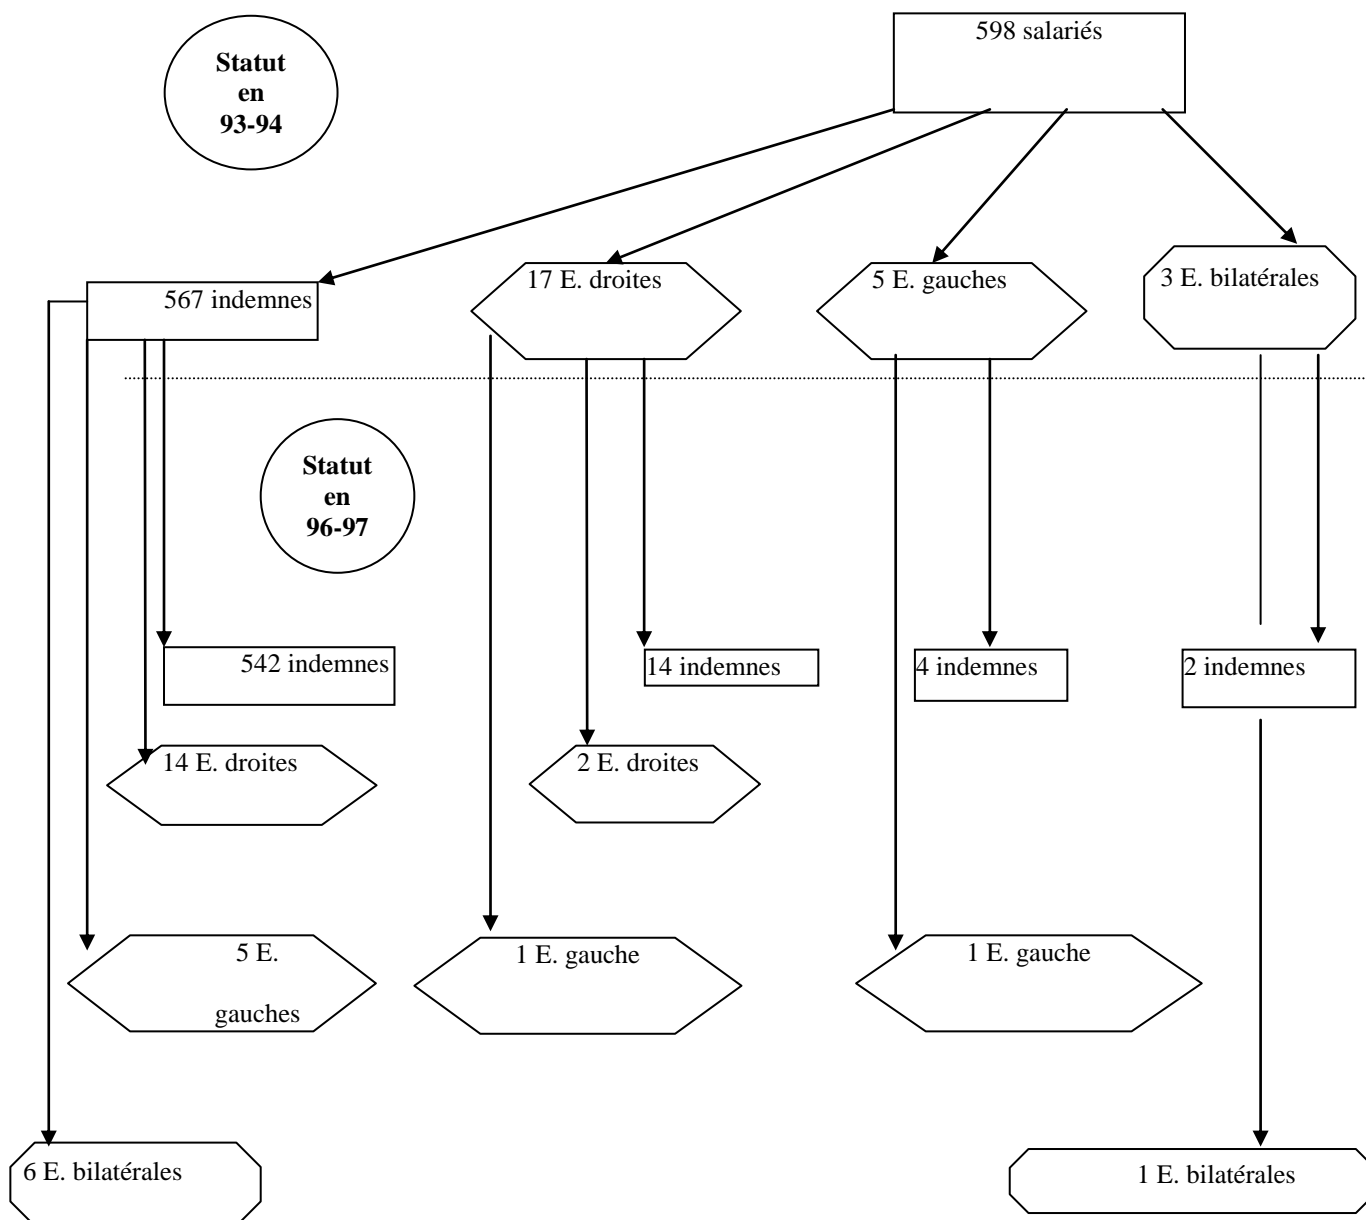 598 salariés
Statut
en
93-94
567 indemnes
17 E. droites
5 E. gauches
3 E. bilatérales
Statut
en
96-97
542 indemnes
14 indemnes
4 indemnes
2 indemnes
14 E. droites
2 E. droites
5 E.
gauches
1 E. gauche
1 E. gauche
6 E. bilatérales
1 E. bilatérales